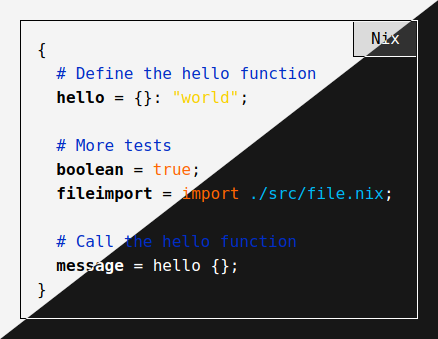 Nix
{
  # Define the hello function
  hello = {}: "world";

  # More tests
  boolean = true;
  fileimport = import ./src/file.nix;

  # Call the hello function
  message = hello {};
}